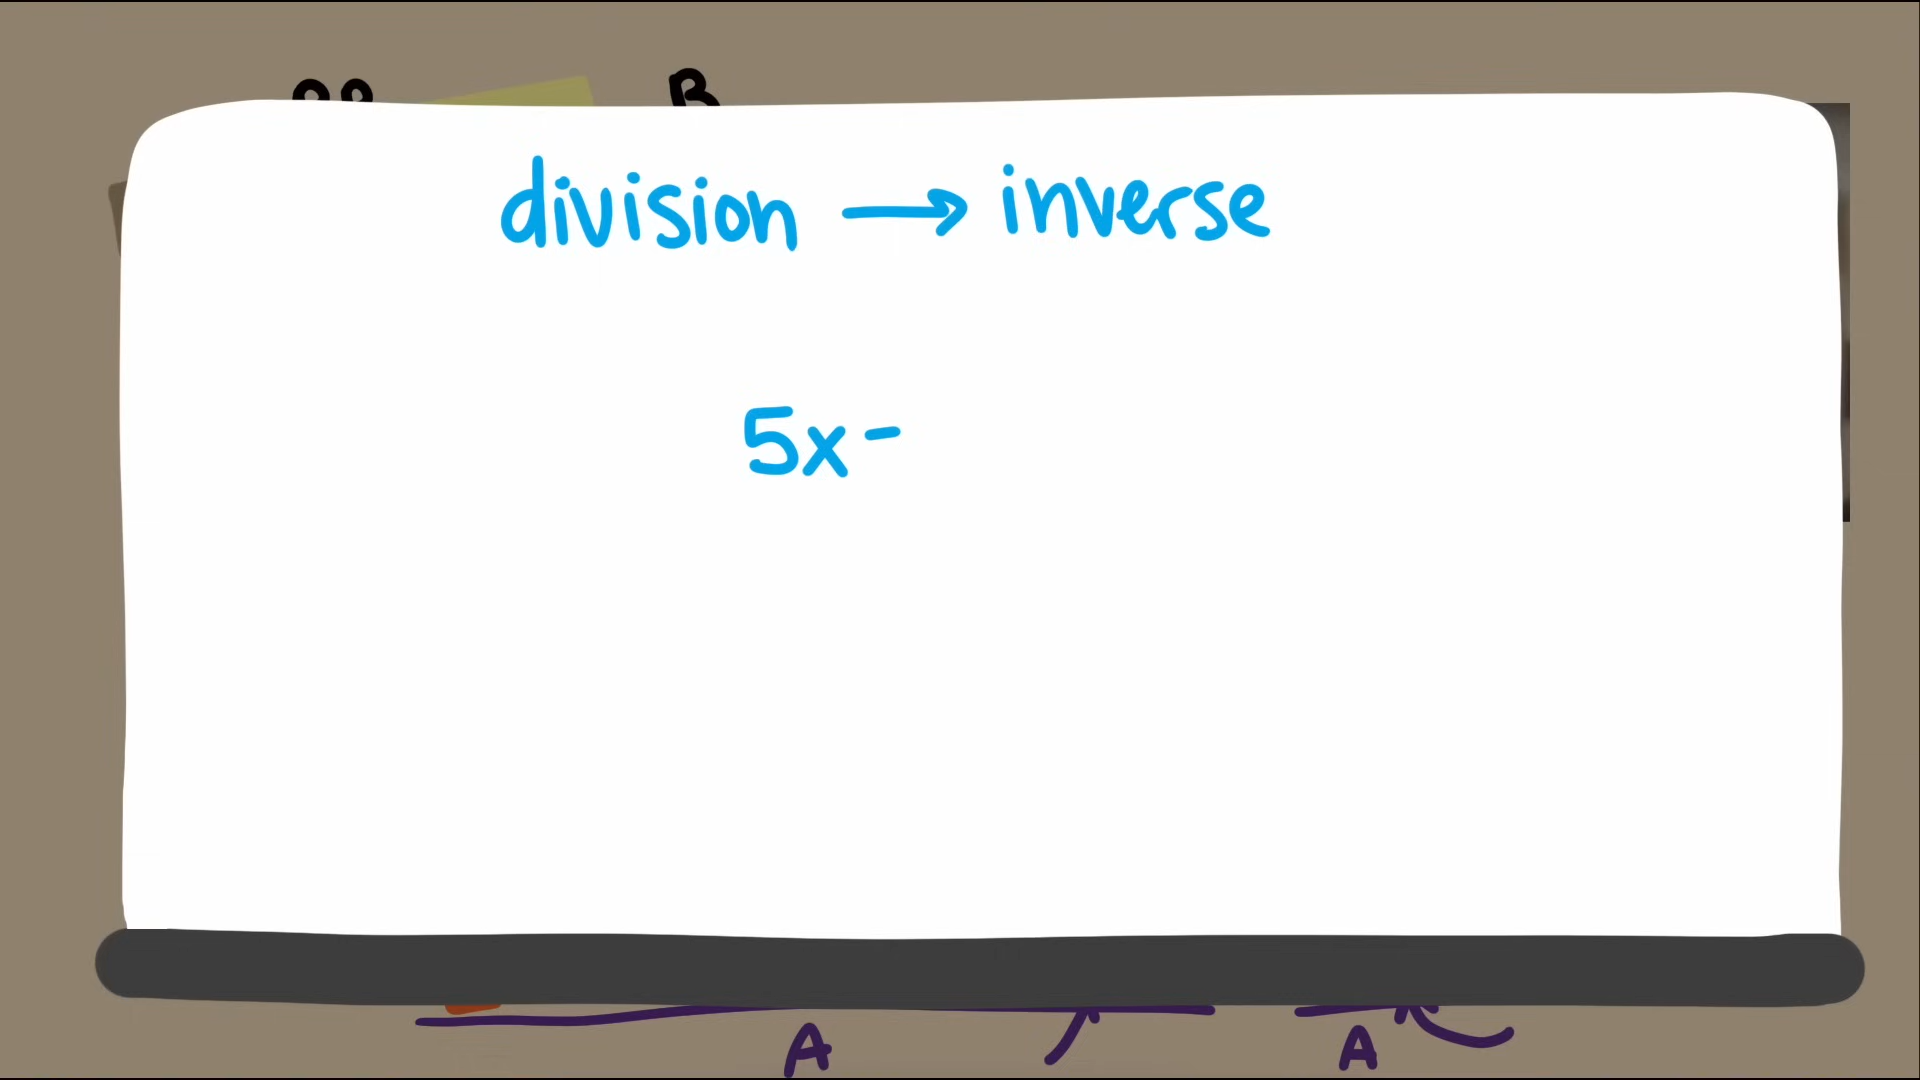 B
division → inverse
5x -
A A